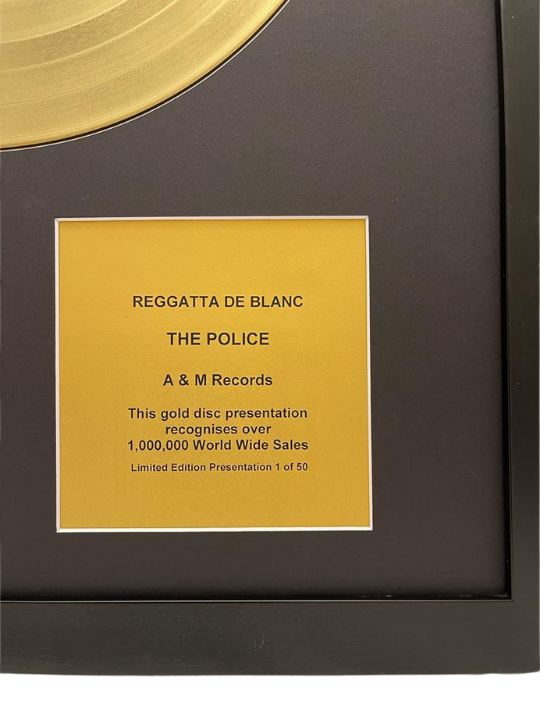 REGGATTA DE BLANC
THE POLICE
A & M Records
This gold disc presentation
recognises over
1,000,000 World Wide Sales
Limited Edition Presentation 1 of 50